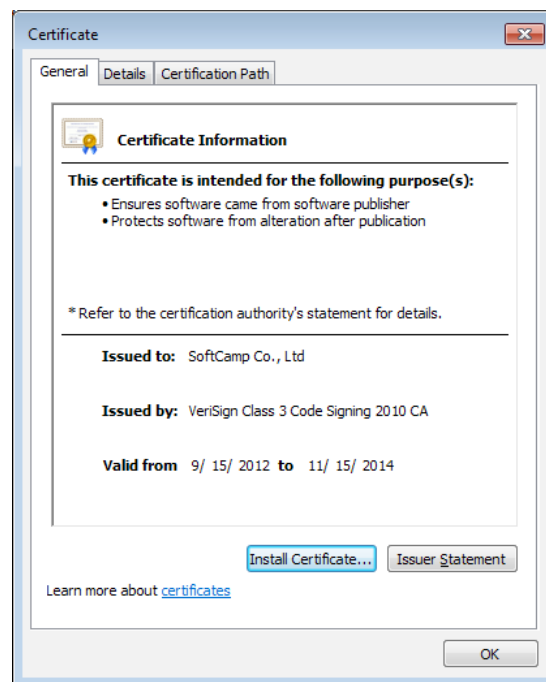 Certificate
General Details Certification Path
Certificate Information
This certificate is intended for the following purpose(s):
• Ensures software came from software publisher
• Protects software from alteration after publication
* Refer to the certification authority's statement for details.
Issued to: SoftCamp Co., Ltd
Issued by: VeriSign Class 3 Code Signing 2010 CA
Valid from 9/ 15/ 2012 to 11/ 15/ 2014
Install Certificate... Issuer Statement
Learn more about certificates
OK